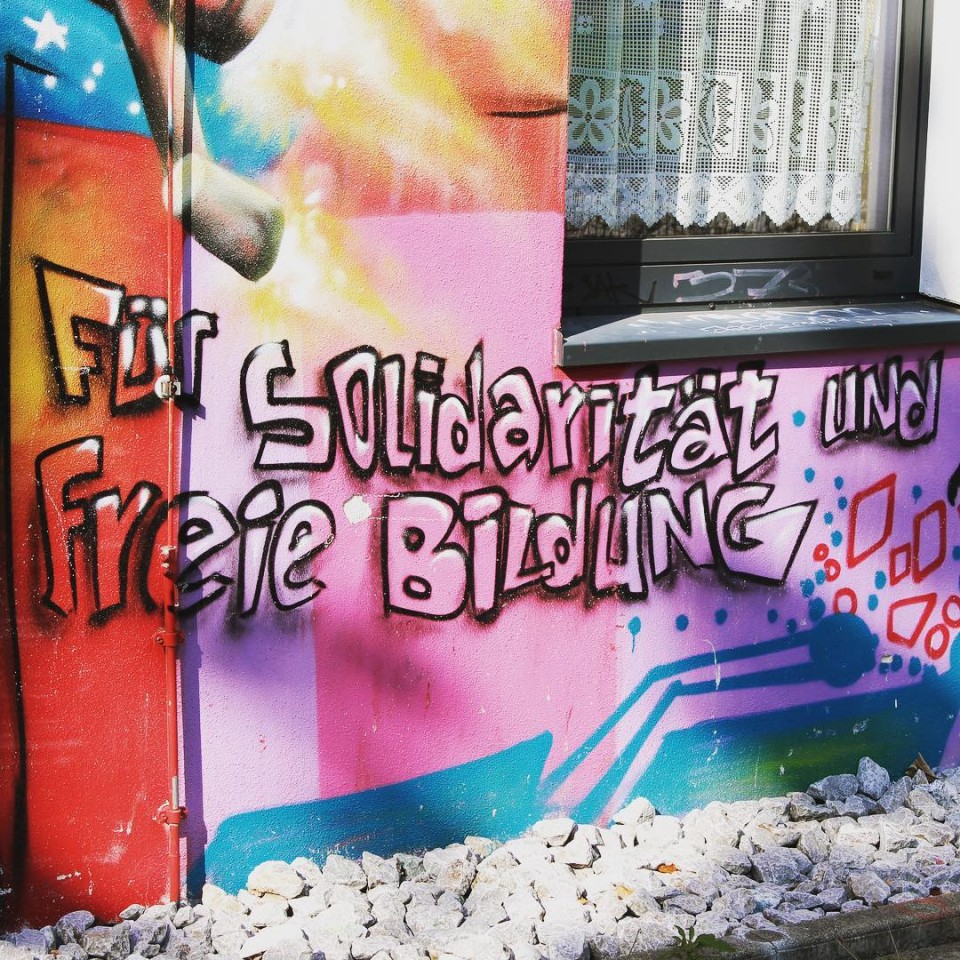 Für Solidarität und
Freie Bildung